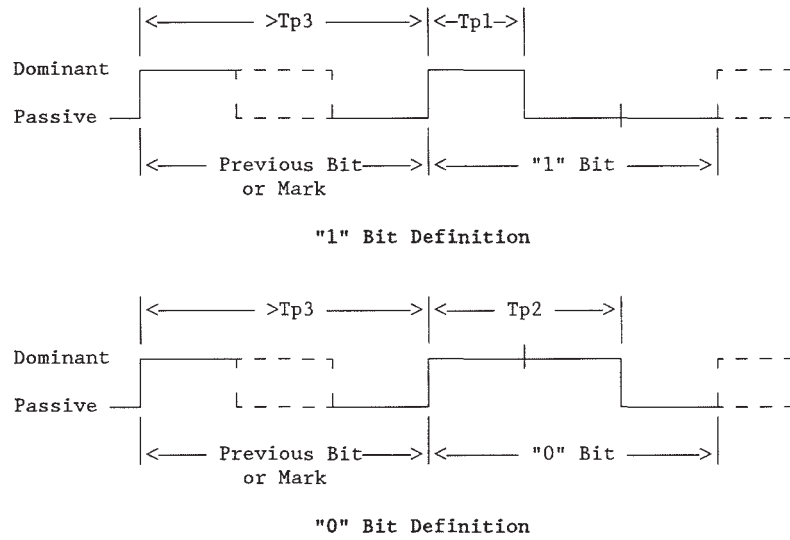 >Tp3 Tp1
Dominant
Passive
Previous Bit "1" Bit
or Mark
"1" Bit Definition
>Tp3 Tp2
Dominant
Passive
Previous Bit "0" Bit
or Mark
"0" Bit Definition